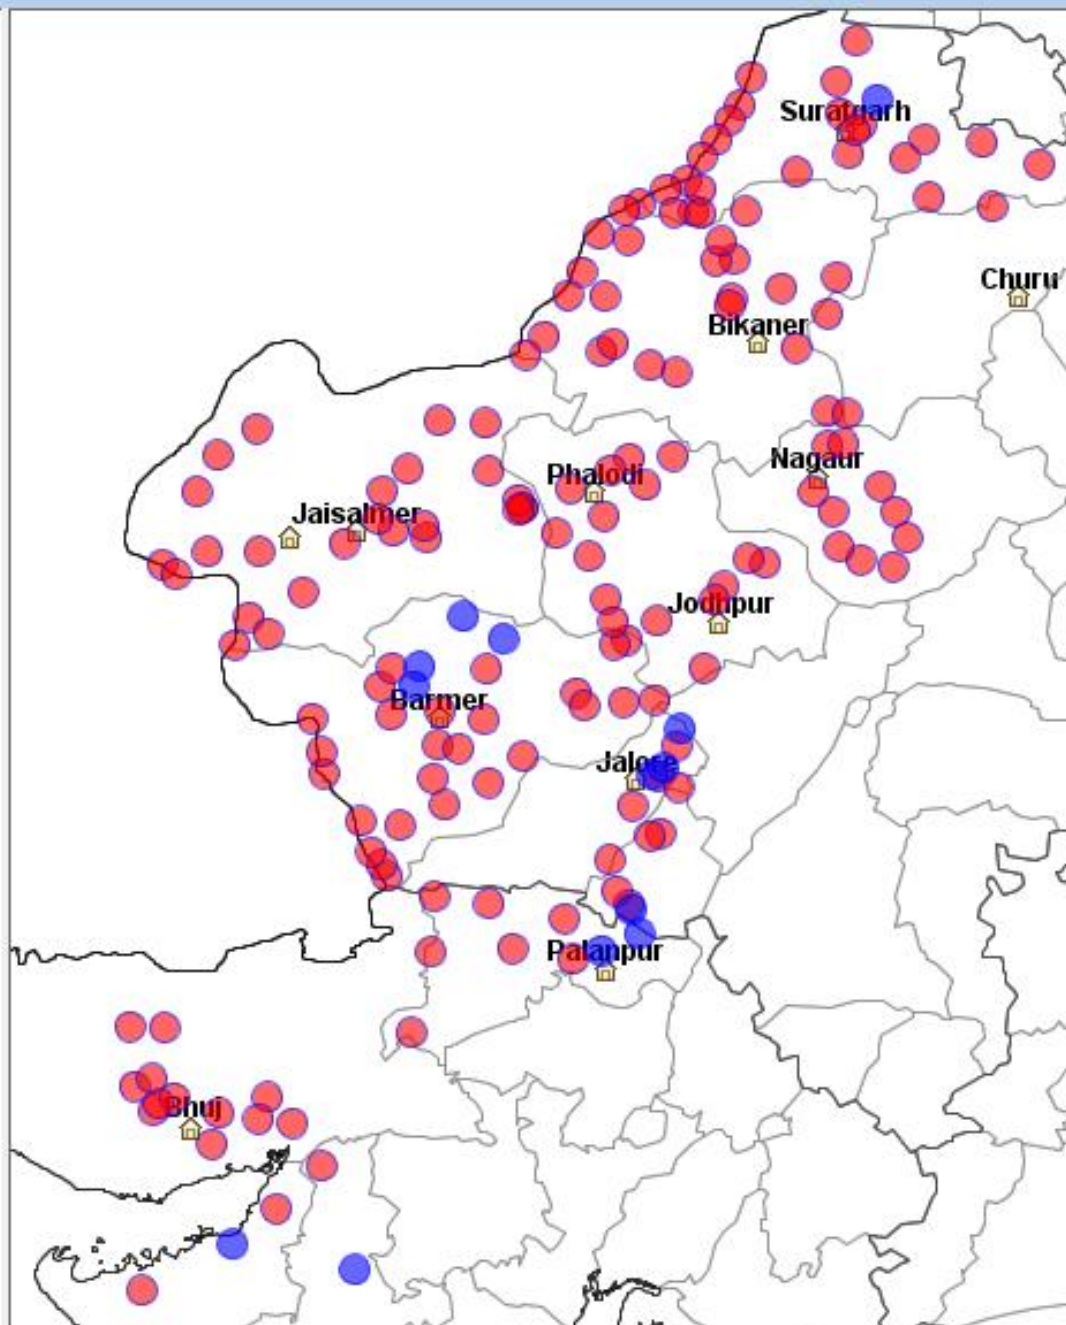 Suratgarh
Churu
Bikaner
Nagaur
Phalodi
Jaisalmer
Jodhpur
Barmer
Jalore
Palanpur
Bhuj